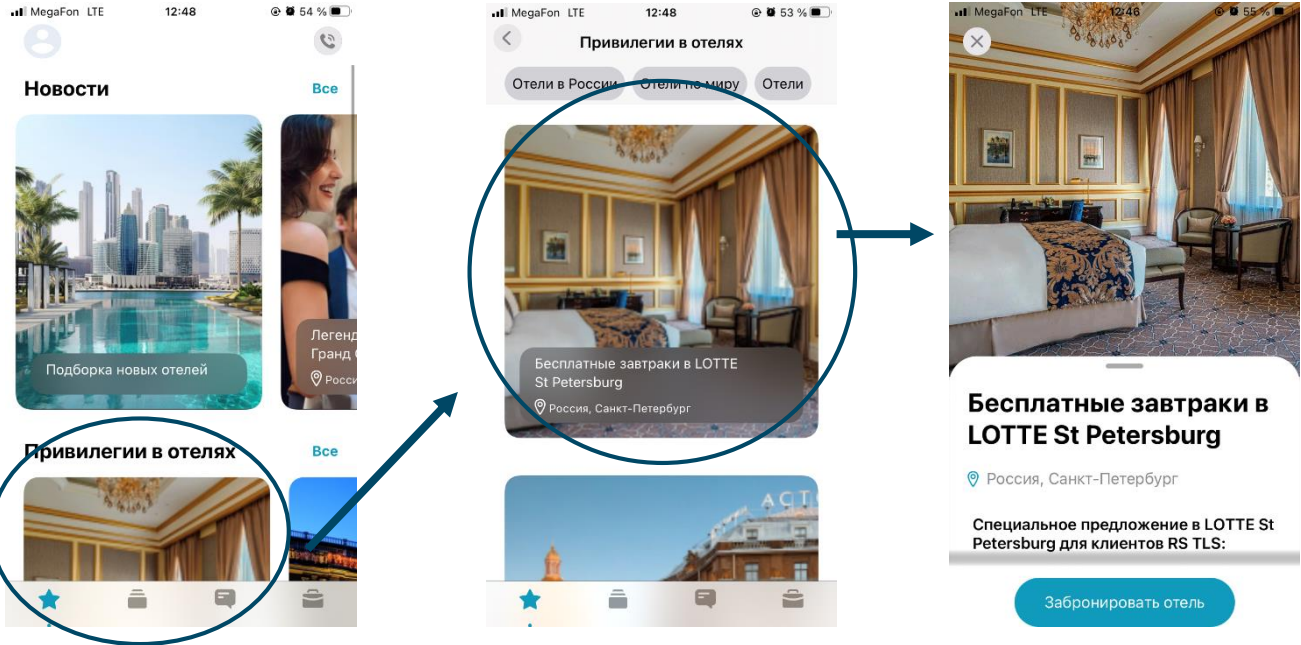 MegaFon LTE 12:48 54 %
Новости Все
Подборка новых отелей
Легенд
Гранд
Росси
Привилегии в отелях Все
MegaFon LTE 12:48 53 %
Привилегии в отелях
Отели в России Отели по миру Отели
Бесплатные завтраки в LOTTE
St Petersburg
Россия, Санкт-Петербург
АСТО
MegaFon LTE 12:46 55 %
Бесплатные завтраки в
LOTTE St Petersburg
Россия, Санкт-Петербург
Специальное предложение в LOTTE St
Petersburg для клиентов RS TLS:
Забронировать отель